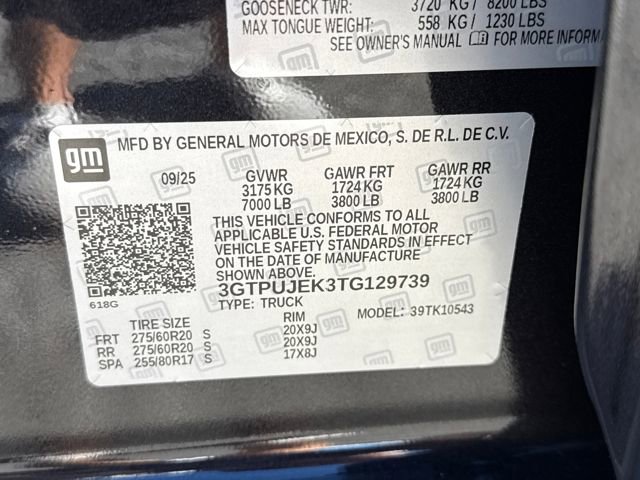 GOOSENECK TWR: 3720 KG / 8200 LBS
MAX TONGUE WEIGHT: 558 KG / 1230 LBS
SEE OWNER'S MANUAL FOR MORE INFORM
gm
MFD BY GENERAL MOTORS DE MEXICO, S. DE R.L. DE C.V.
09/25 GVWR GAWR FRT GAWR RR
3175 KG 1724 KG 1724 KG
7000 LB 3800 LB 3800 LB
THIS VEHICLE CONFORMS TO ALL
APPLICABLE U.S. FEDERAL MOTOR
VEHICLE SAFETY STANDARDS IN EFFECT
ON THE DATE OF MANUFACTURE
SHOWN ABOVE.
3GTPUJEK3TG129739
618G TYPE: TRUCK MODEL: 39TK10543
TIRE SIZE RIM
FRT 275/60R20 S 20X9J
RR 275/60R20 S 20X9J
SPA 255/80R17 S 17X8J